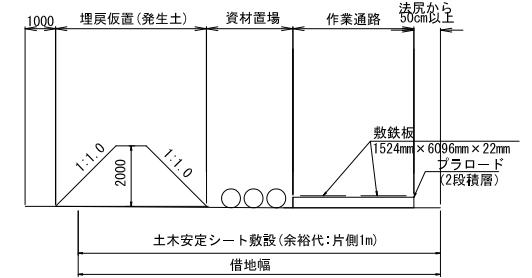 1000
埋戻仮置(発生土)
資材置場
作業通路
法尻から
50cm以上
1:1.0
2000
1:1.0
敷鉄板
1524mm×6096mm×22mm
プラロード
(2段積層)
土木安定シート敷設(余裕代:片側1m)
借地幅